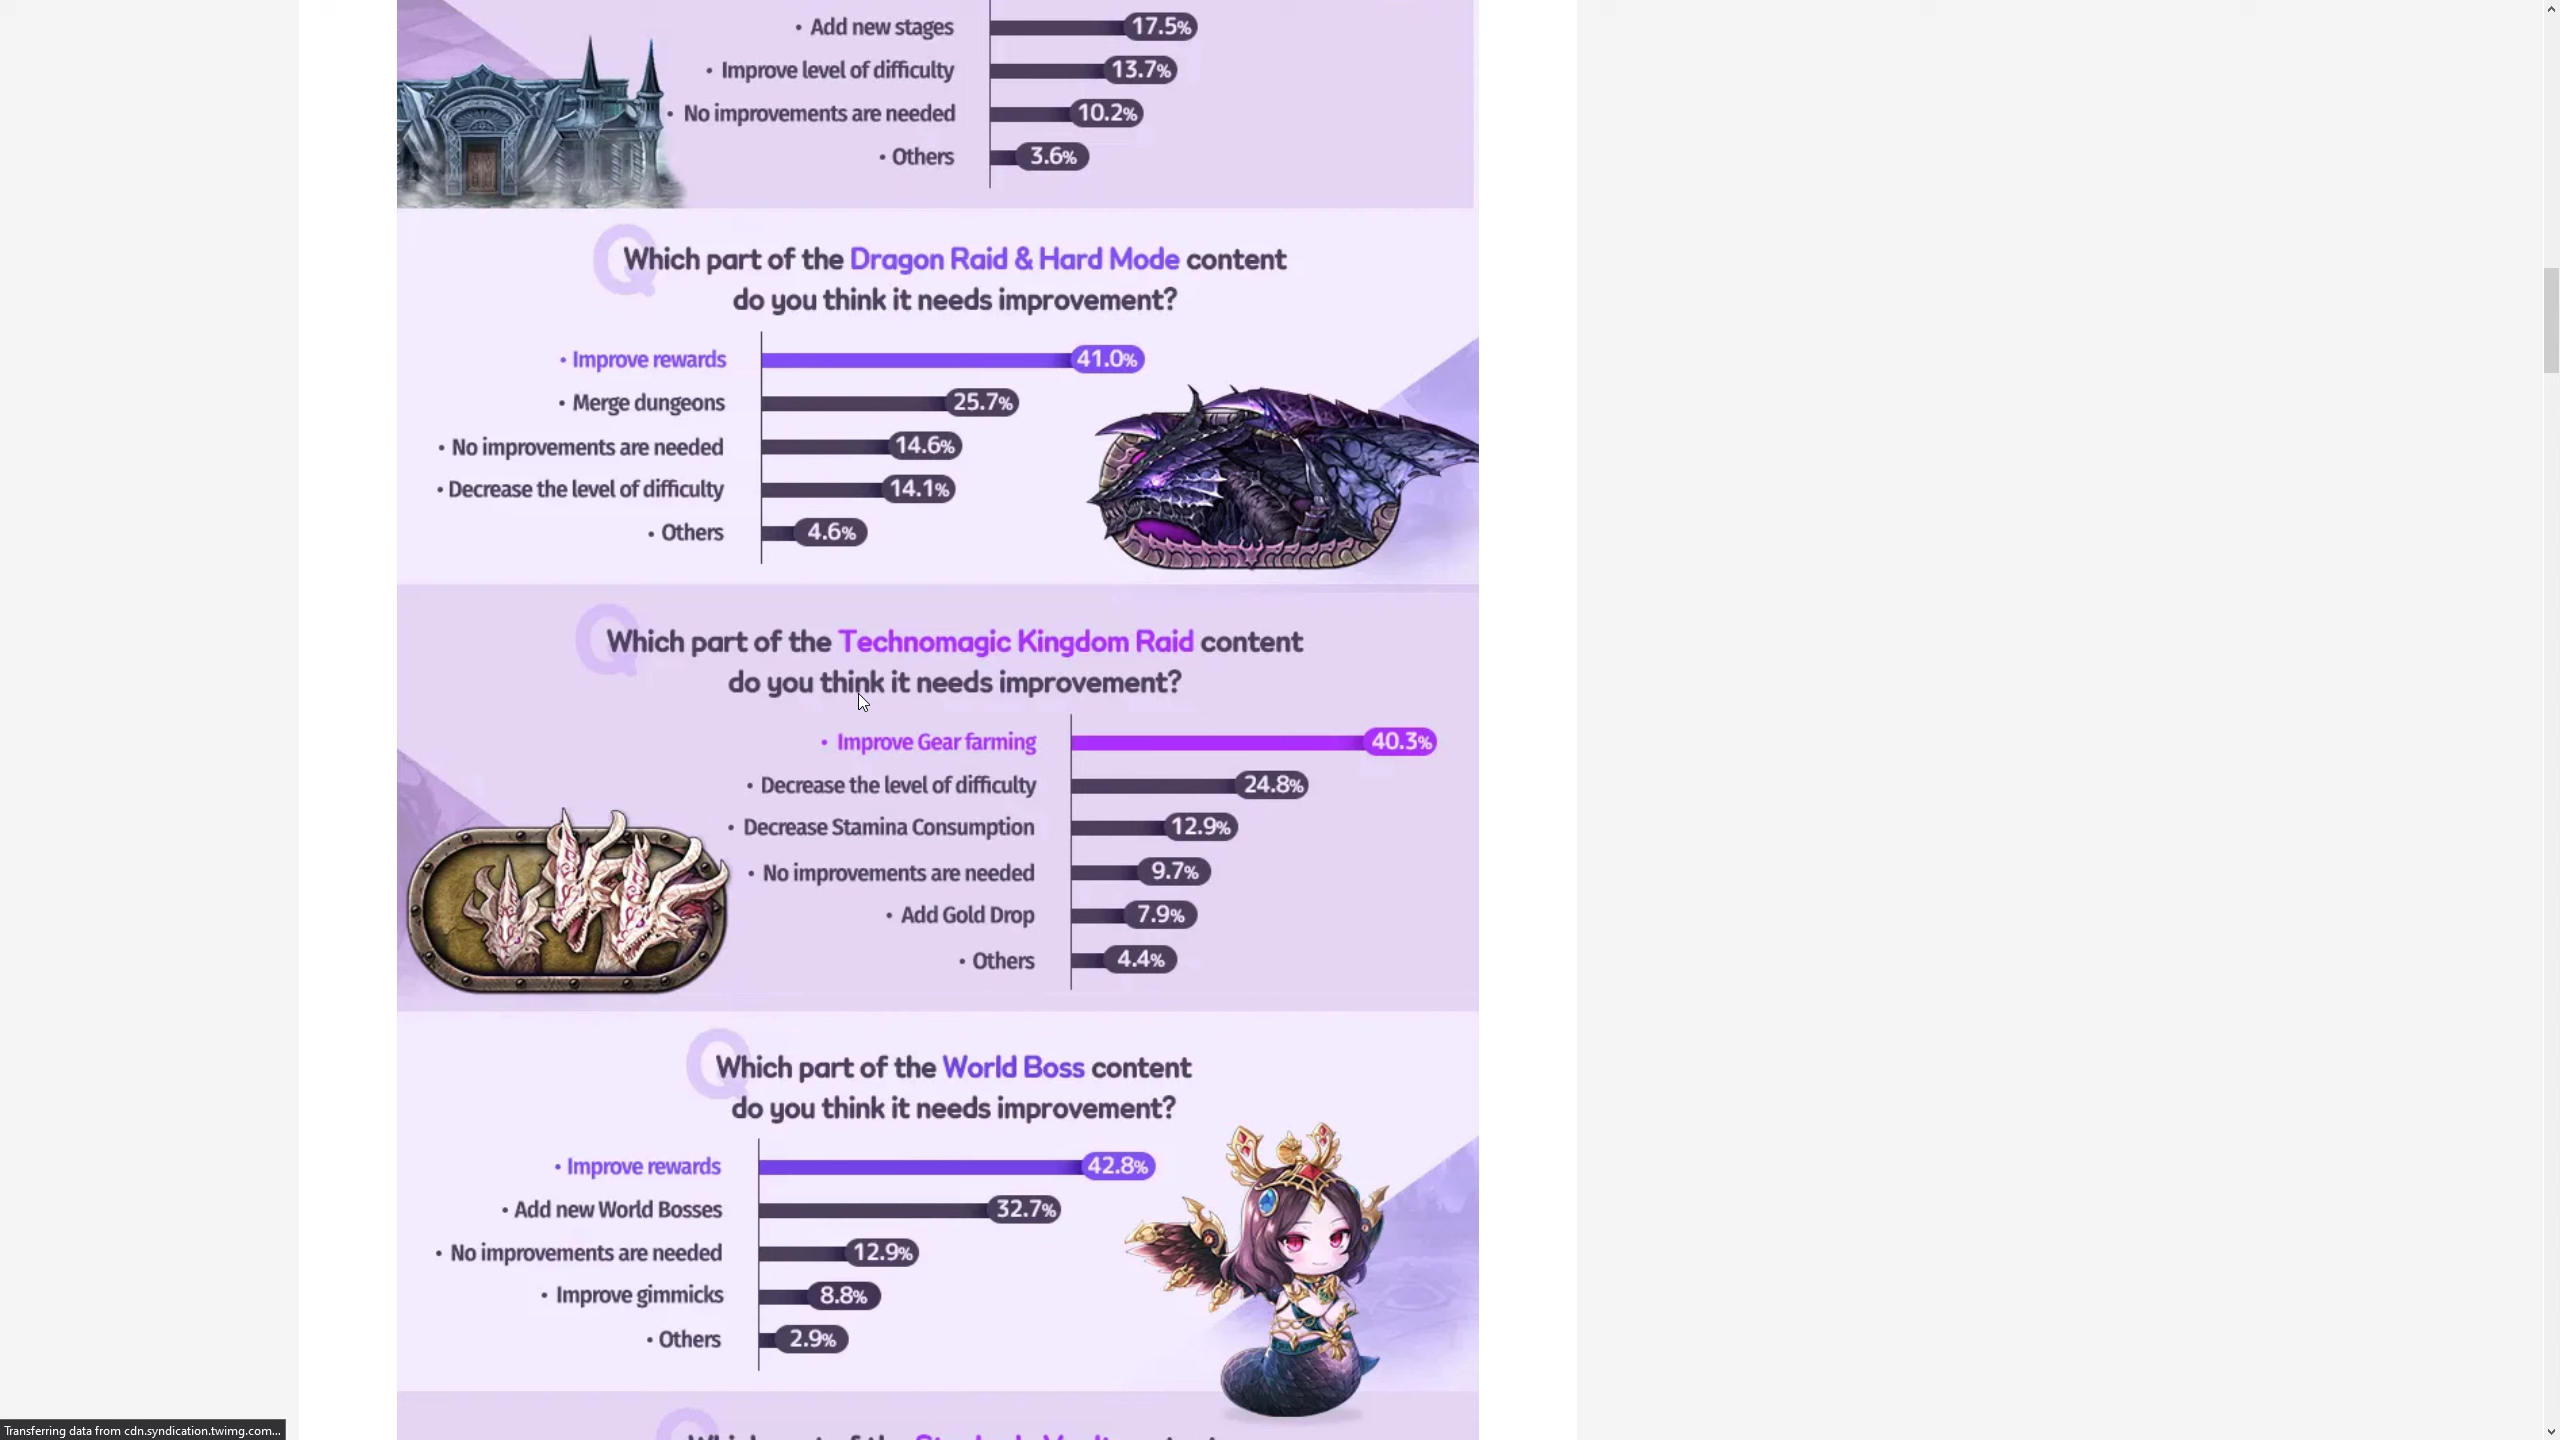 • Add new stages 17.5%
• Improve level of difficulty 13.7%
• No improvements are needed 10.2%
• Others 3.6%
Q
Which part of the Dragon Raid & Hard Mode content
do you think it needs improvement?
• Improve rewards 41.0%
• Merge dungeons 25.7%
• No improvements are needed 14.6%
• Decrease the level of difficulty 14.1%
• Others 4.6%
Q
Which part of the Technomagic Kingdom Raid content
do you think it needs improvement?
• Improve Gear farming 40.3%
• Decrease the level of difficulty 24.8%
• Decrease Stamina Consumption 12.9%
• No improvements are needed 9.7%
• Add Gold Drop 7.9%
• Others 4.4%
Q
Which part of the World Boss content
do you think it needs improvement?
• Improve rewards 42.8%
• Add new World Bosses 32.7%
• No improvements are needed 12.9%
• Improve gimmicks 8.8%
• Others 2.9%
Transferring data from cdn.syndication.twimg.com...